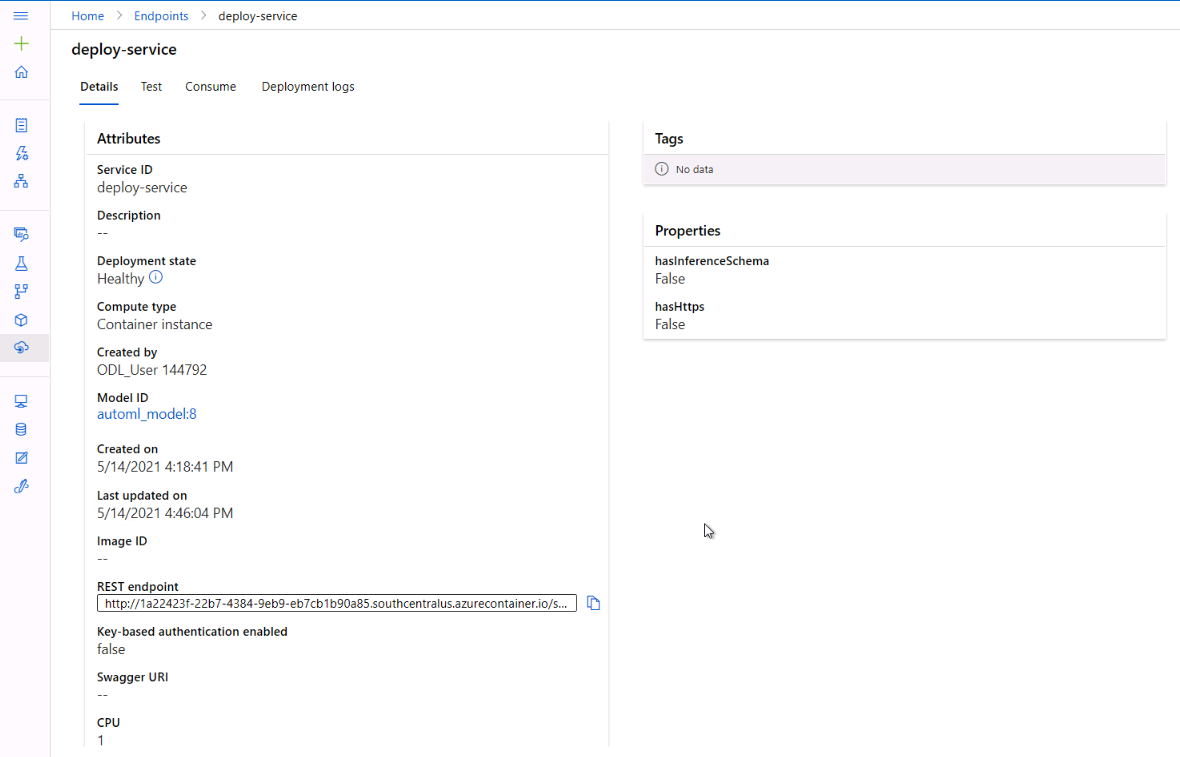 Home > Endpoints > deploy-service
deploy-service
Details Test Consume Deployment logs
Attributes
Service ID
deploy-service
Description
--
Deployment state
Healthy
Compute type
Container instance
Created by
ODL_User 144792
Model ID
automl_model:8
Created on
5/14/2021 4:18:41 PM
Last updated on
5/14/2021 4:46:04 PM
Image ID
--
REST endpoint
http://1a22423f-22b7-4384-9eb9-eb7cb1b90a85.southcentralus.azurecontainer.io/s...
Key-based authentication enabled
false
Swagger URI
--
CPU
1
Tags
No data
Properties
hasInferenceSchema
False
hasHttps
False